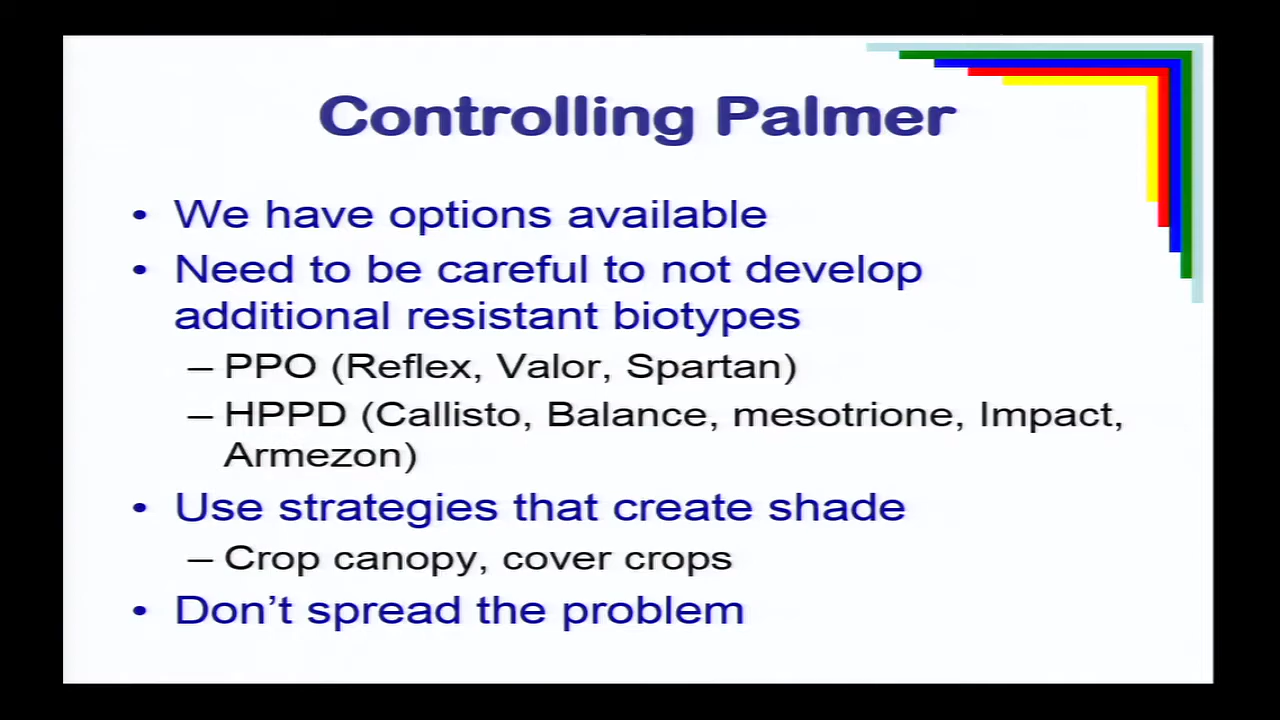 Controlling Palmer
• We have options available
• Need to be careful to not develop
additional resistant biotypes
– PPO (Reflex, Valor, Spartan)
– HPPD (Callisto, Balance, mesotrione, Impact,
Armezon)
• Use strategies that create shade
– Crop canopy, cover crops
• Don’t spread the problem